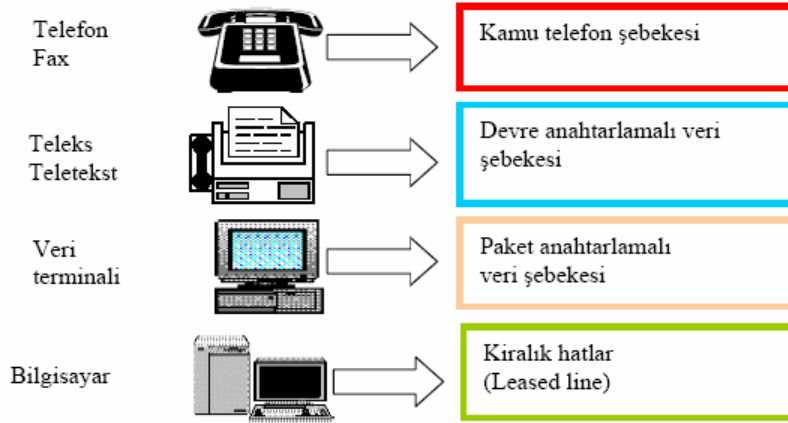 Telefon
Fax
Kamu telefon şebekesi
Teleks
Teletekst
Devre anahtarlamalı veri
şebekesi
Veri
terminali
Paket anahtarlamalı
veri şebekesi
Bilgisayar
Kiralık hatlar
(Leased line)